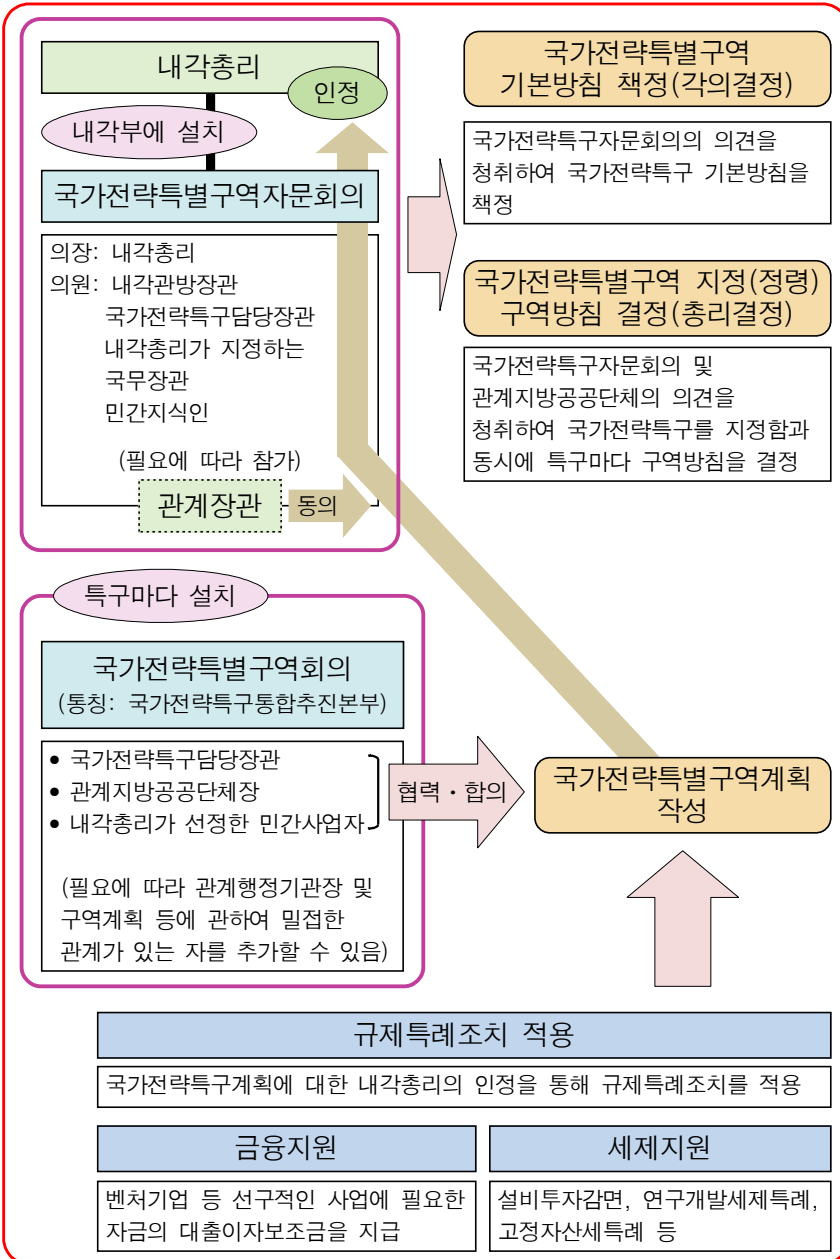 내각총리
인정
내각부에 설치
국가전략특별구역자문회의
의장: 내각총리
의원: 내각관방장관
국가전략특구담당장관
내각총리가 지정하는
국무장관
민간지식인
(필요에 따라 참가)
관계장관
동의
국가전략특별구역
기본방침 책정(각의결정)
국가전략특구자문회의의 의견을
청취하여 국가전략특구 기본방침을
책정
국가전략특별구역 지정(정령)
구역방침 결정(총리결정)
국가전략특구자문회의 및
관계지방공공단체의 의견을
청취하여 국가전략특구를 지정함과
동시에 특구마다 구역방침을 결정
특구마다 설치
국가전략특별구역회의
(통칭: 국가전략특구통합추진본부)
• 국가전략특구담당장관
• 관계지방공공단체장
• 내각총리가 선정한 민간사업자
(필요에 따라 관계행정기관장 및
구역계획 등에 관하여 밀접한
관계가 있는 자를 추가할 수 있음)
협력・합의
국가전략특별구역계획
작성
규제특례조치 적용
국가전략특구계획에 대한 내각총리의 인정을 통해 규제특례조치를 적용
금융지원
벤처기업 등 선구적인 사업에 필요한
자금의 대출이자보조금을 지급
세제지원
설비투자감면, 연구개발세제특례,
고정자산세특례 등